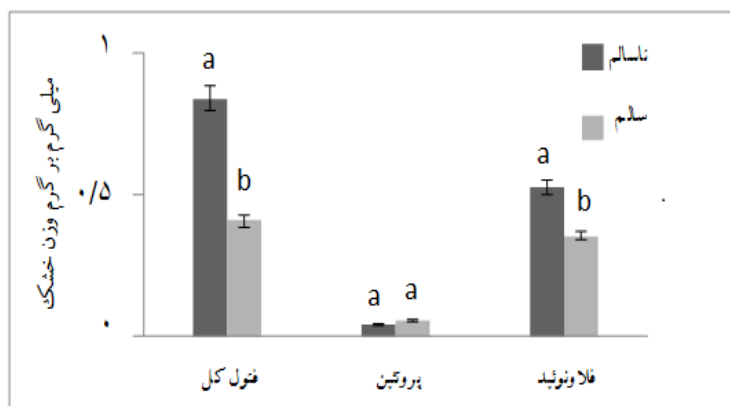 ۱
۰/۵
۰
میلی گرم بر گرم وزن خشک
ناسالم
سالم
a
b
a
a
a
b
فنول کل
پروتئین
فلاونوئید